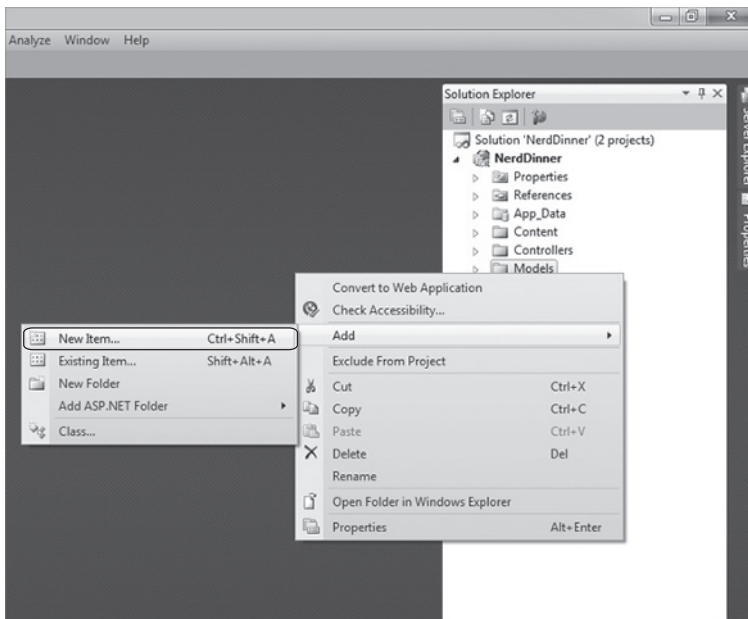 Analyze Window Help
Solution Explorer
Server Explorer
Properties
Solution 'NerdDinner' (2 projects)
NerdDinner
Properties
References
App_Data
Content
Controllers
Models
Convert to Web Application
Check Accessibility...
Add
Exclude From Project
Cut Ctrl+X
Copy Ctrl+C
Paste Ctrl+V
Delete Del
Rename
Open Folder in Windows Explorer
Properties Alt+Enter
New Item... Ctrl+Shift+A
Existing Item... Shift+Alt+A
New Folder
Add ASP.NET Folder
Class...